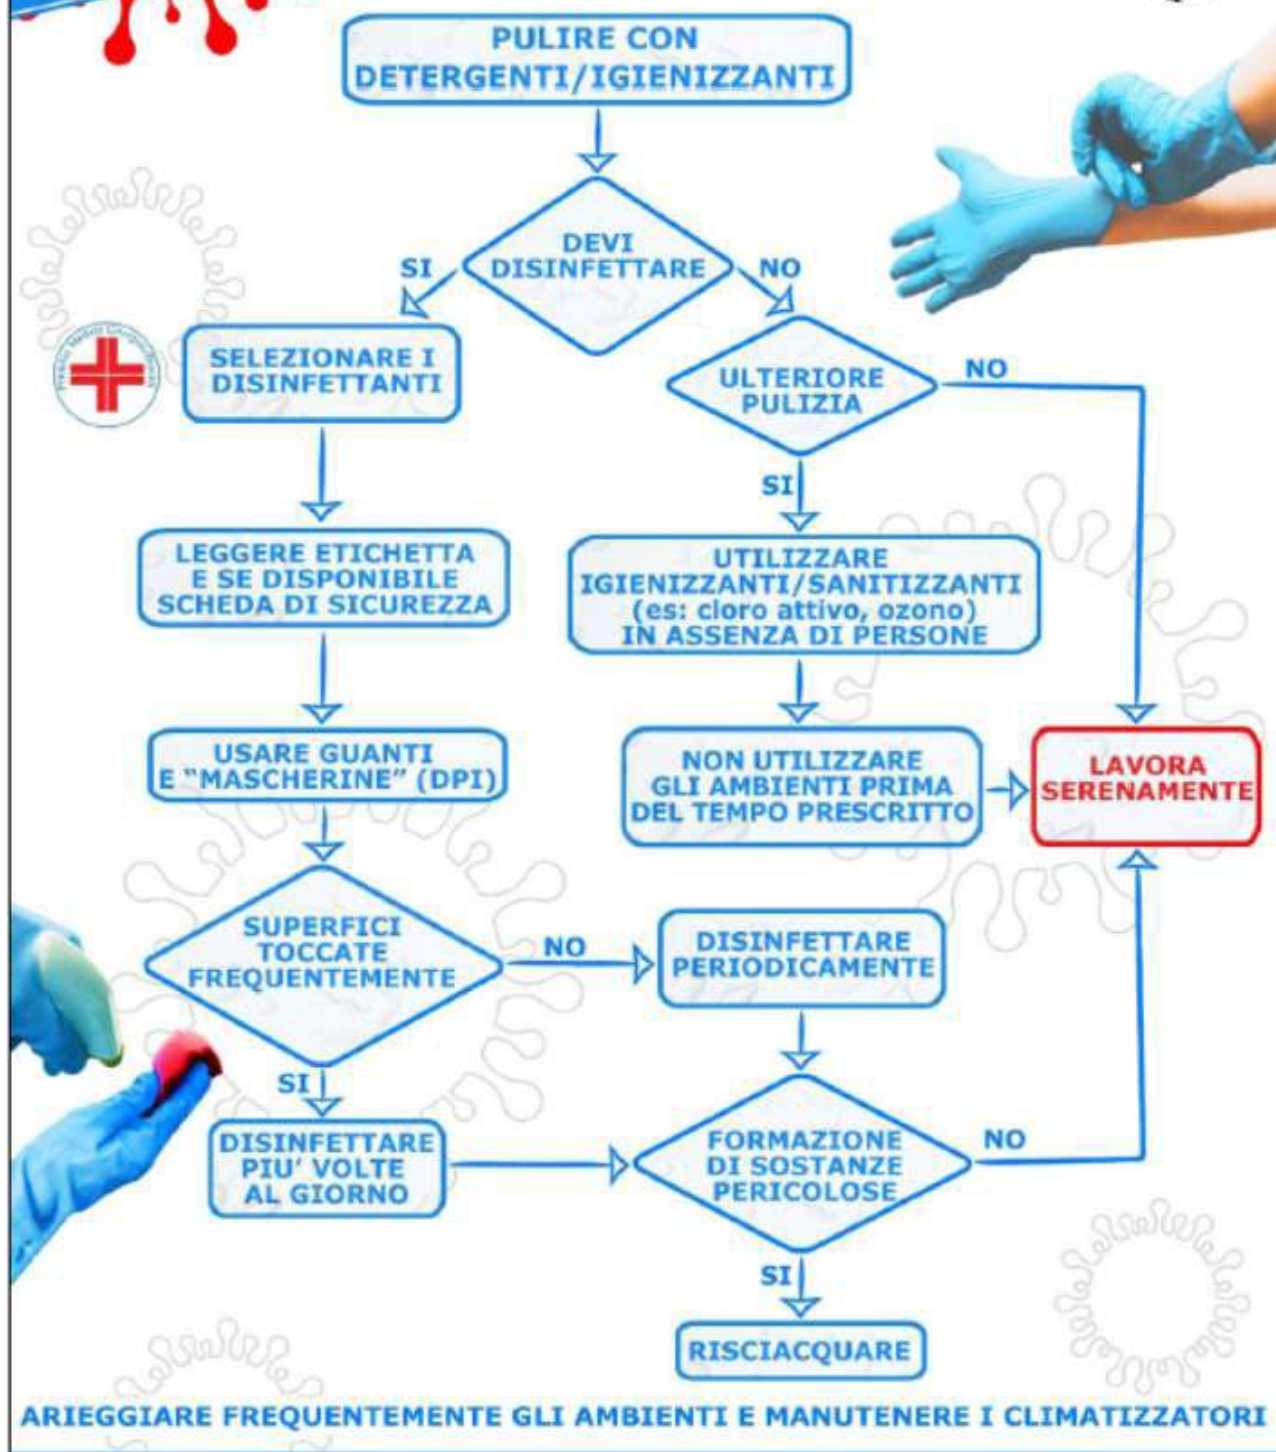 PULIRE CON
DETERGENTI/IGIENIZZANTI
DEVI
DISINFETTARE
SI
NO
SELEZIONARE I
DISINFETTANTI
ULTERIORE
PULIZIA
NO
SI
LEGGERE ETICHETTA
E SE DISPONIBILE
SCHEDA DI SICUREZZA
UTILIZZARE
IGIENIZZANTI/SANITIZZANTI
(es: cloro attivo, ozono)
IN ASSENZA DI PERSONE
USARE GUANTI
E “MASCHERINE” (DPI)
NON UTILIZZARE
GLI AMBIENTI PRIMA
DEL TEMPO PRESCRITTO
LAVORA
SERENAMENTE
SUPERFICI
TOCCATE
FREQUENTEMENTE
NO
DISINFETTARE
PERIODICAMENTE
SI
DISINFETTARE
PIU' VOLTE
AL GIORNO
FORMAZIONE
DI SOSTANZE
PERICOLOSE
NO
SI
RISCIACQUARE
ARIEGGIARE FREQUENTEMENTE GLI AMBIENTI E MANUTENERE I CLIMATIZZATORI